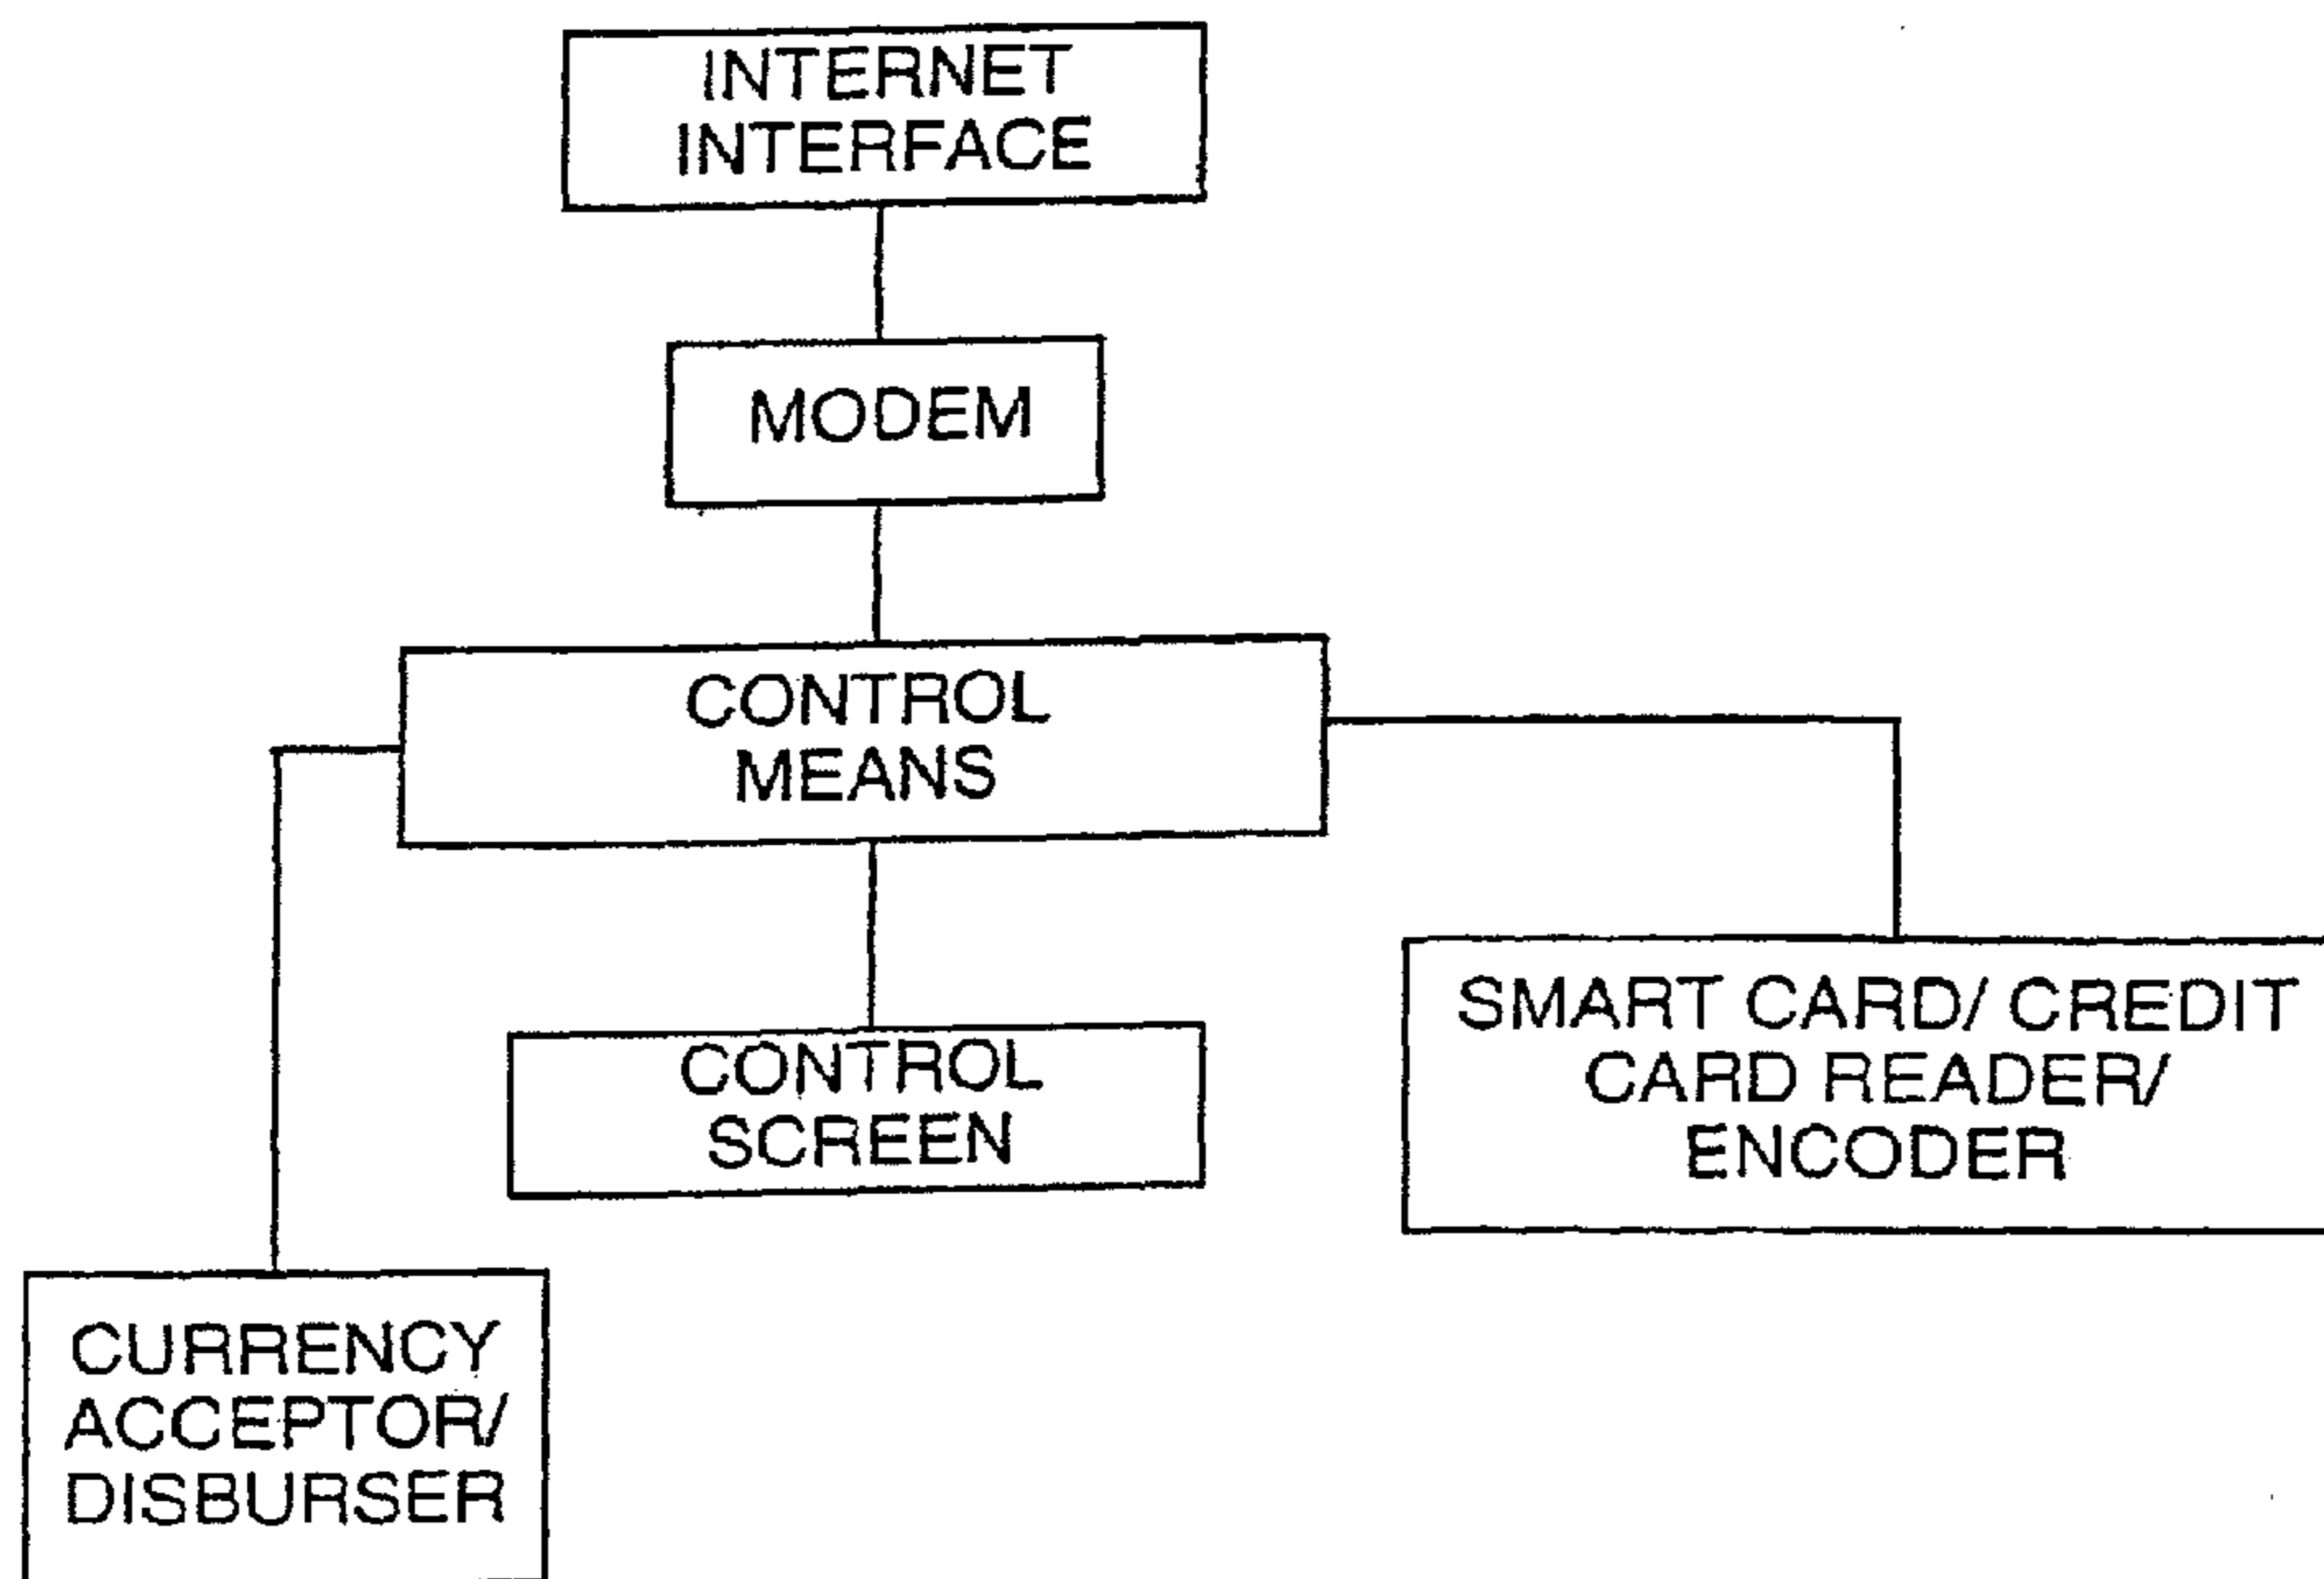 INTERNET
INTERFACE
MODEM
CONTROL
MEANS
CONTROL
SCREEN
SMART CARD/ CREDIT
CARD READER/
ENCODER
CURRENCY
ACCEPTOR/
DISBURSER